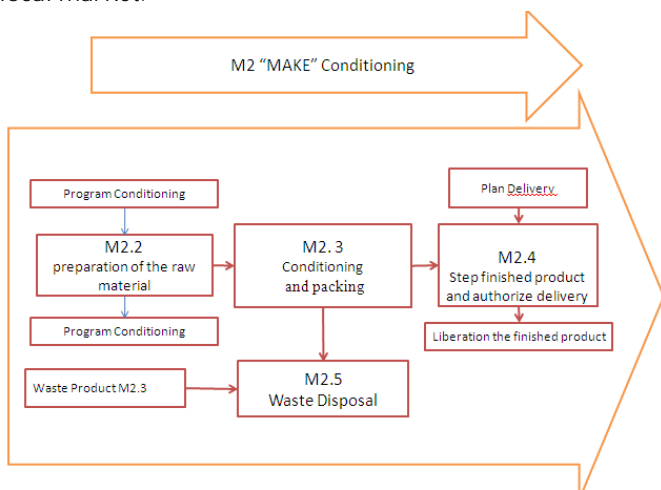 M2 “MAKE” Conditioning
Program Conditioning
Plan Delivery
M2.2
preparation of the raw
material
M2. 3
Conditioning
and packing
M2.4
Step finished product
and authorize delivery
Program Conditioning
Liberation the finished product
Waste Product M2.3
M2.5
Waste Disposal